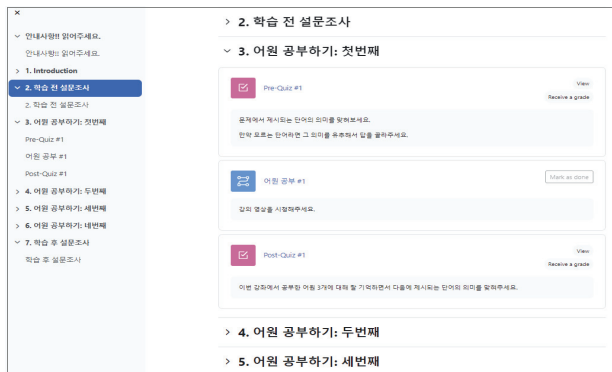 ×
안내사항!! 읽어주세요.
안내사항!! 읽어주세요.
1. Introduction
2. 학습 전 설문조사
2. 학습 전 설문조사
3. 어원 공부하기: 첫번째
Pre-Quiz #1
어원 공부 #1
Post-Quiz #1
4. 어원 공부하기: 두번째
5. 어원 공부하기: 세번째
6. 어원 공부하기: 네번째
7. 학습 후 설문조사
학습 후 설문조사
2. 학습 전 설문조사
3. 어원 공부하기: 첫번째
Pre-Quiz #1
View
Receive a grade
문제에서 제시되는 단어의 의미를 맞혀보세요.
만약 모르는 단어라면 그 의미를 유추해서 답을 골라주세요.
어원 공부 #1
Mark as done
강의 영상을 시청해주세요.
Post-Quiz #1
View
Receive a grade
이번 강좌에서 공부한 어원 3개에 대해 잘 기억하면서 다음에 제시되는 단어의 의미를 맞혀주세요.
4. 어원 공부하기: 두번째
5. 어원 공부하기: 세번째